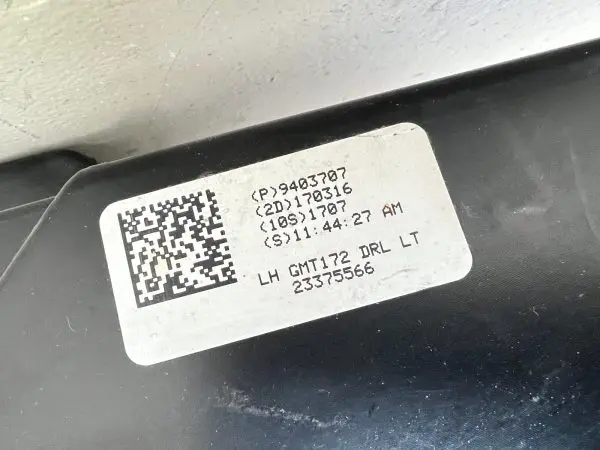 (P)9403707
(2D)170316
(10S)1707
(S)11:44:27 AM
LH GMT172 DRL LT
23375566